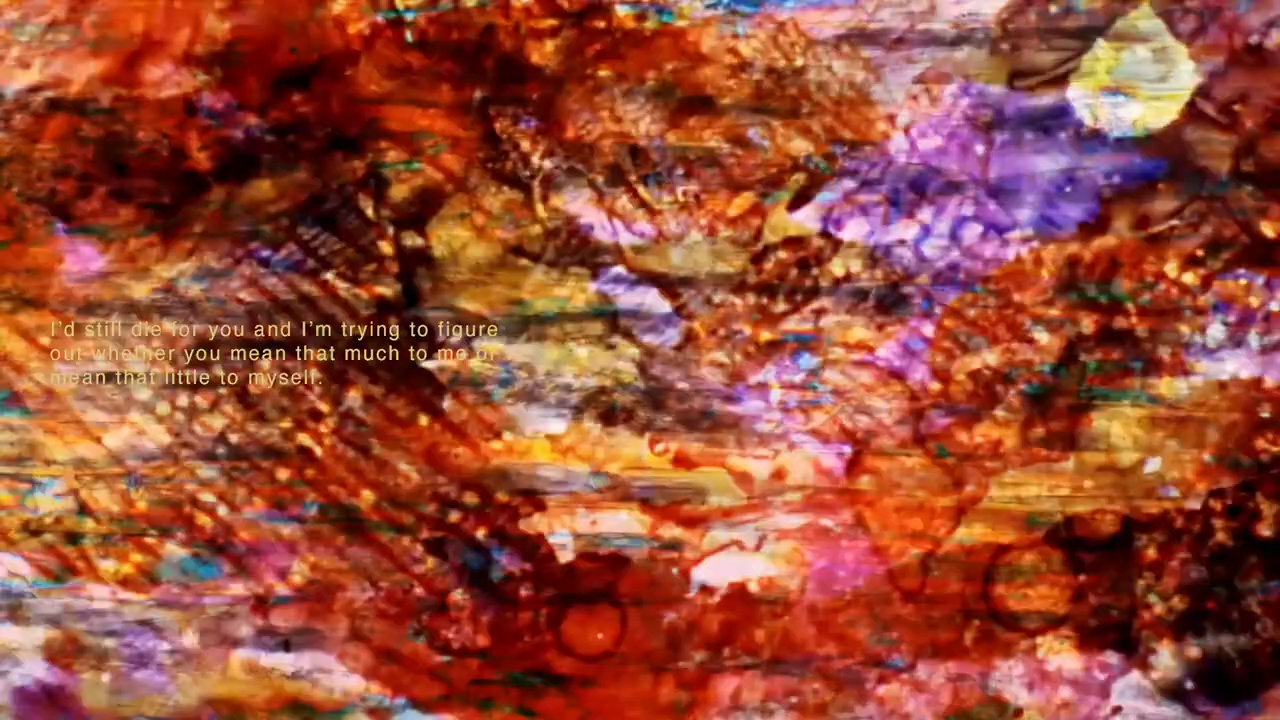 I'd still die for you and I'm trying to figure
out whether you mean that much to me or
mean that little to myself.